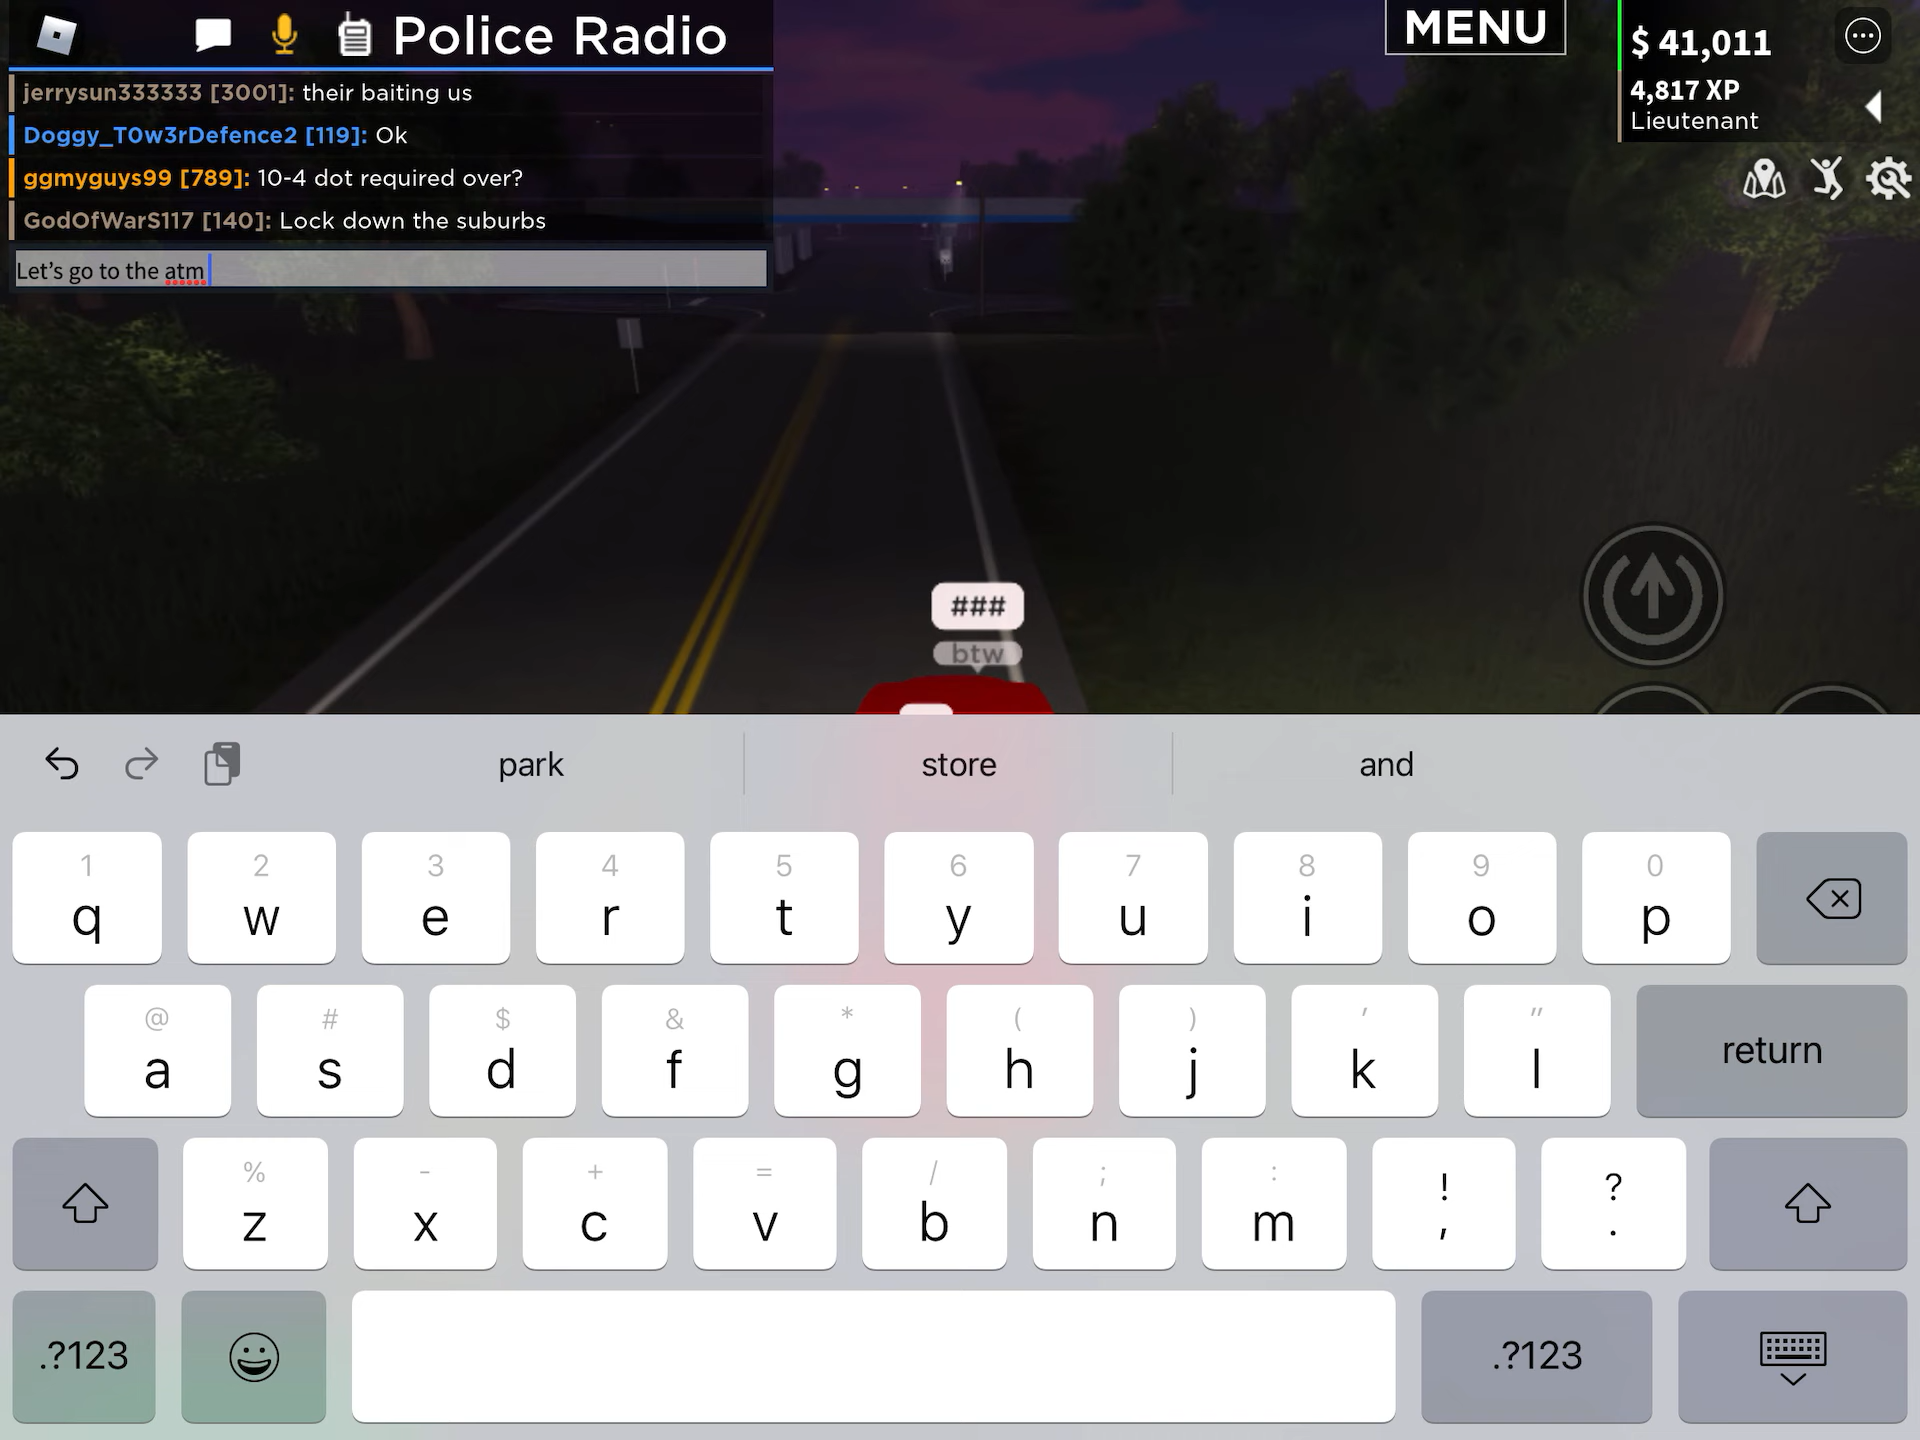 Police Radio
MENU
$ 41,011
4,817 XP
Lieutenant
jerrysun333333 [3001]: their baiting us
Doggy_T0w3rDefence2 [119]: Ok
ggmyguys99 [789]: 10-4 dot required over?
GodOfWarS117 [140]: Lock down the suburbs
Let’s go to the atm
###
btw
park store and
1 2 3 4 5 6 7 8 9 0
q w e r t y u i o p
@ # $ & * ( ) ' "
a s d f g h j k l return
% - + = / ; : ! ?
z x c v b n m , .
.?123 .?123